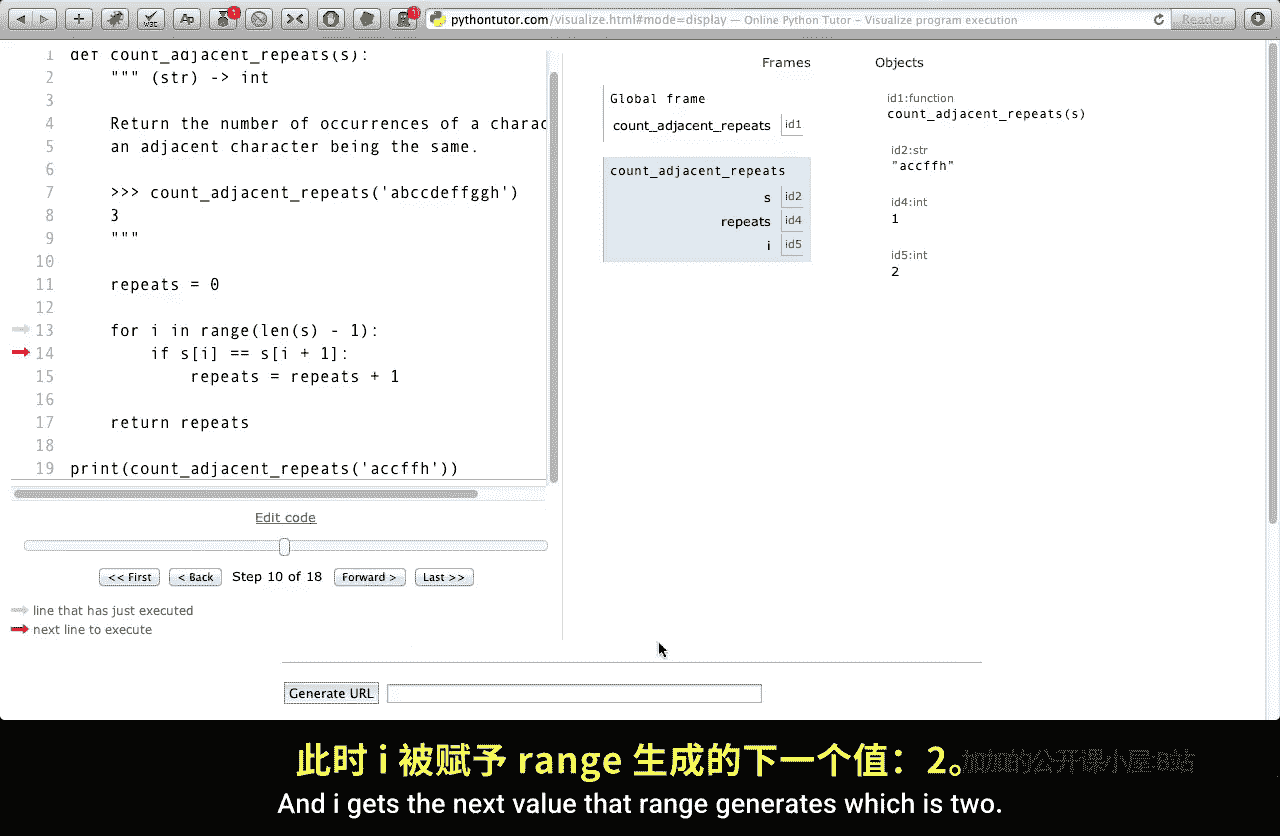 pythontutor.com/visualize.html#mode=display — Online Python Tutor – Visualize program execution
Reader
W3C
Ap
1
1
1 def count_adjacent_repeats(s):
2 """ (str) -> int
3
4 Return the number of occurrences of a charac
5 an adjacent character being the same.
6
7 >>> count_adjacent_repeats('abccdeffggh')
8 3
9 """
10
11 repeats = 0
12
13 for i in range(len(s) - 1):
14 if s[i] == s[i + 1]:
15 repeats = repeats + 1
16
17 return repeats
18
19 print(count_adjacent_repeats('accffh'))
Edit code
<< First
< Back
Step 10 of 18
Forward >
Last >>
line that has just executed
next line to execute
Frames
Objects
Global frame
count_adjacent_repeats id1
count_adjacent_repeats
s id2
repeats id4
i id5
id1:function
count_adjacent_repeats(s)
id2:str
"accffh"
id4:int
1
id5:int
2
Generate URL
此时 i 被赋予 range 生成的下一个值：2。
加加的公开课小屋:B站
And i gets the next value that range generates which is two.